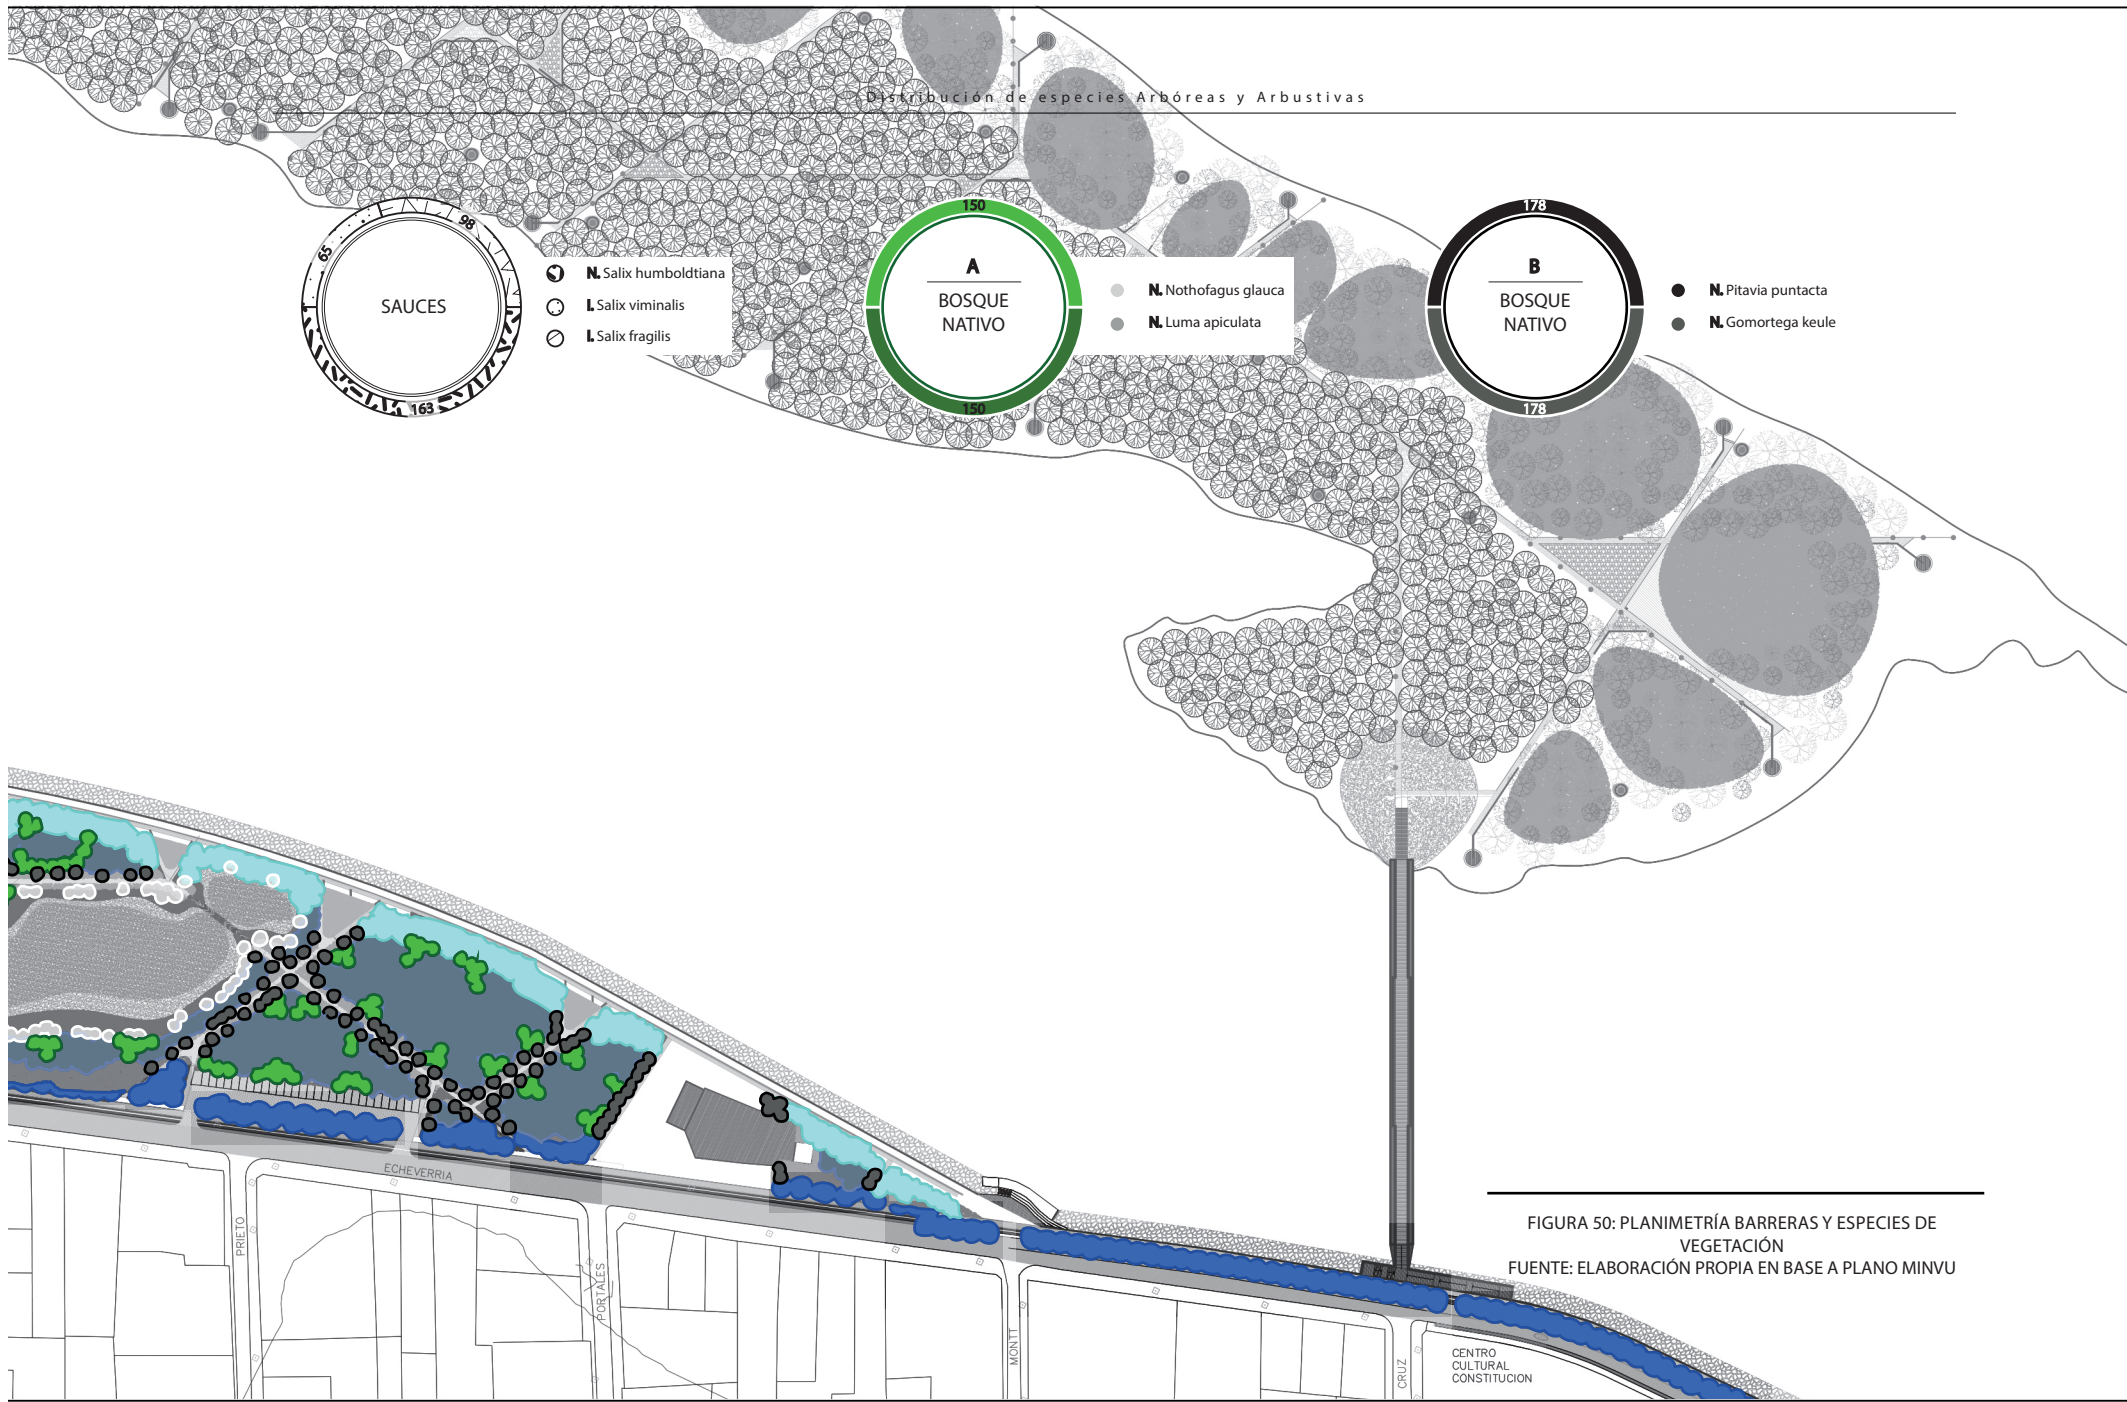 Distribución de especies Arbóreas y Arbustivas
65
98
163
SAUCES
N. Salix humboldtiana
I. Salix viminalis
I. Salix fragilis
150
A
BOSQUE
NATIVO
150
N. Nothofagus glauca
N. Luma apiculata
178
B
BOSQUE
NATIVO
178
N. Pitavia puntacta
N. Gomortega keule
ECHEVERRIA
PRIETO
PORTALES
MONTT
CRUZ
CENTRO
CULTURAL
CONSTITUCION
FIGURA 50: PLANIMETRÍA BARRERAS Y ESPECIES DE
VEGETACIÓN
FUENTE: ELABORACIÓN PROPIA EN BASE A PLANO MINVU